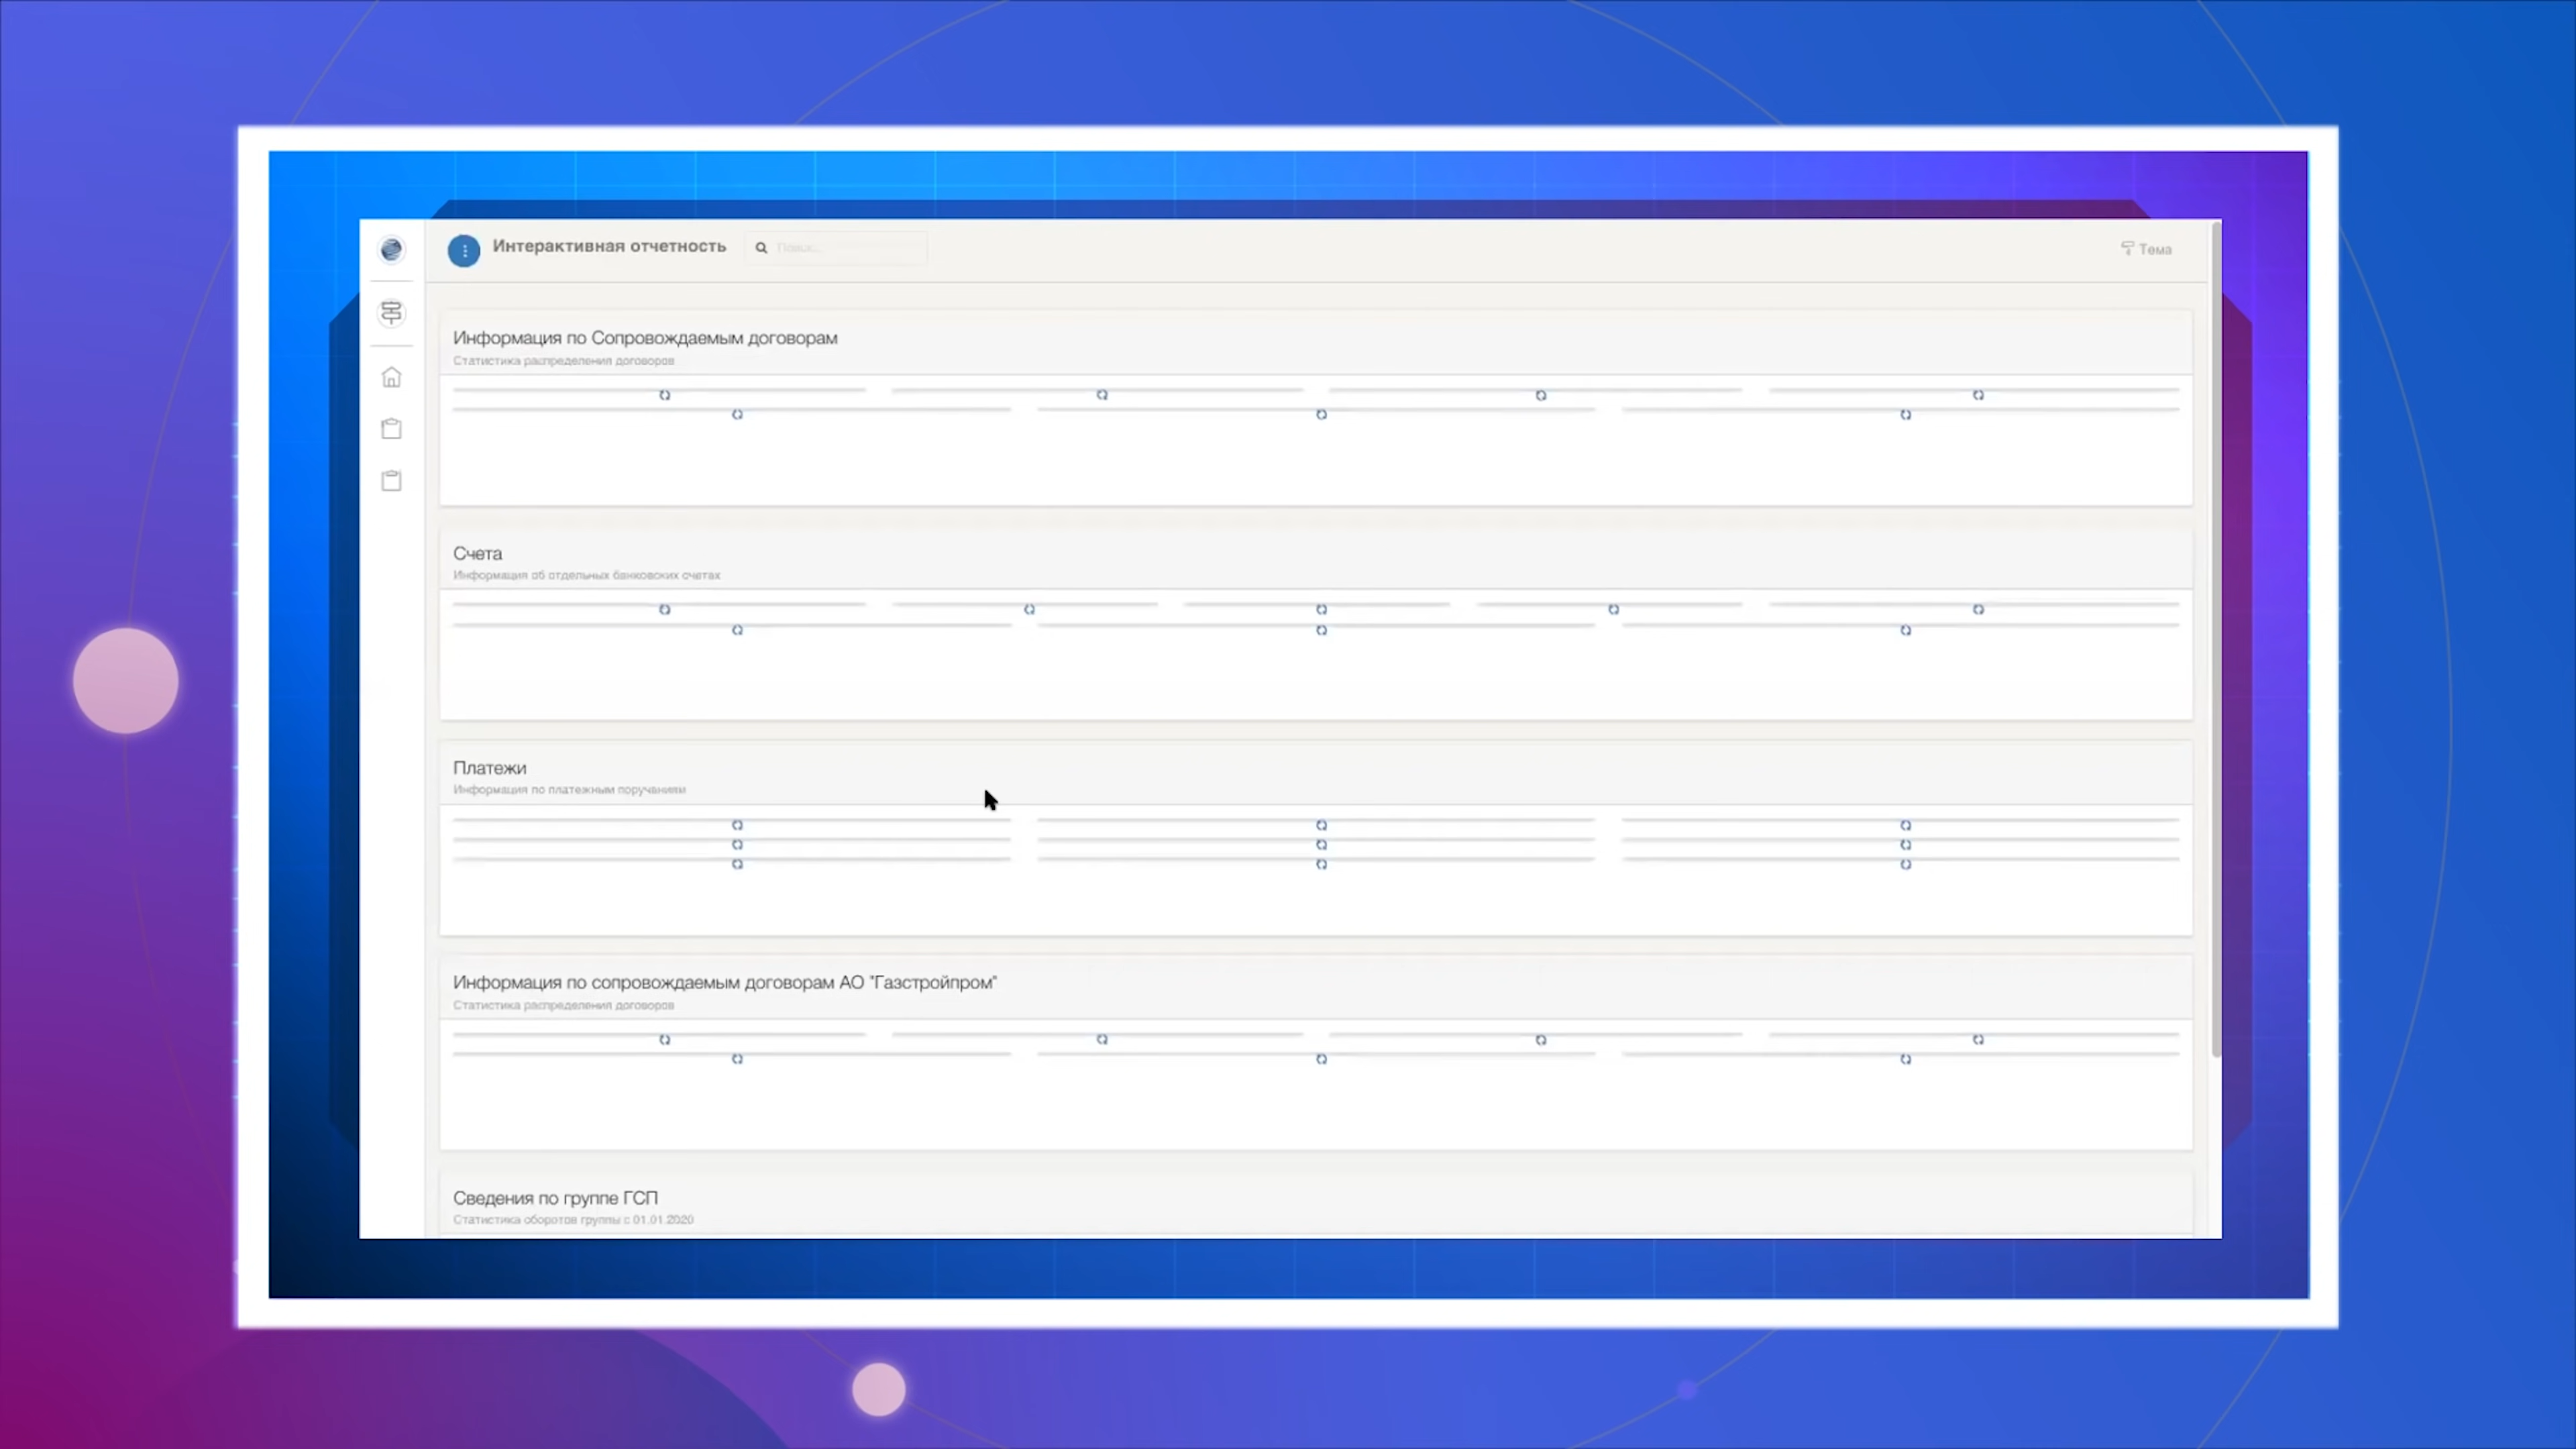 Интерактивная отчетность
Поиск...
Тема
Информация по Сопровождаемым договорам
Статистика распределения договоров
Счета
Информация об отдельных банковских счетах
Платежи
Информация по платежным поручениям
Информация по сопровождаемым договорам АО "Газстройпром"
Статистика распределения договоров
Сведения по группе ГСП
Статистика оборотов группы с 01.01.2020